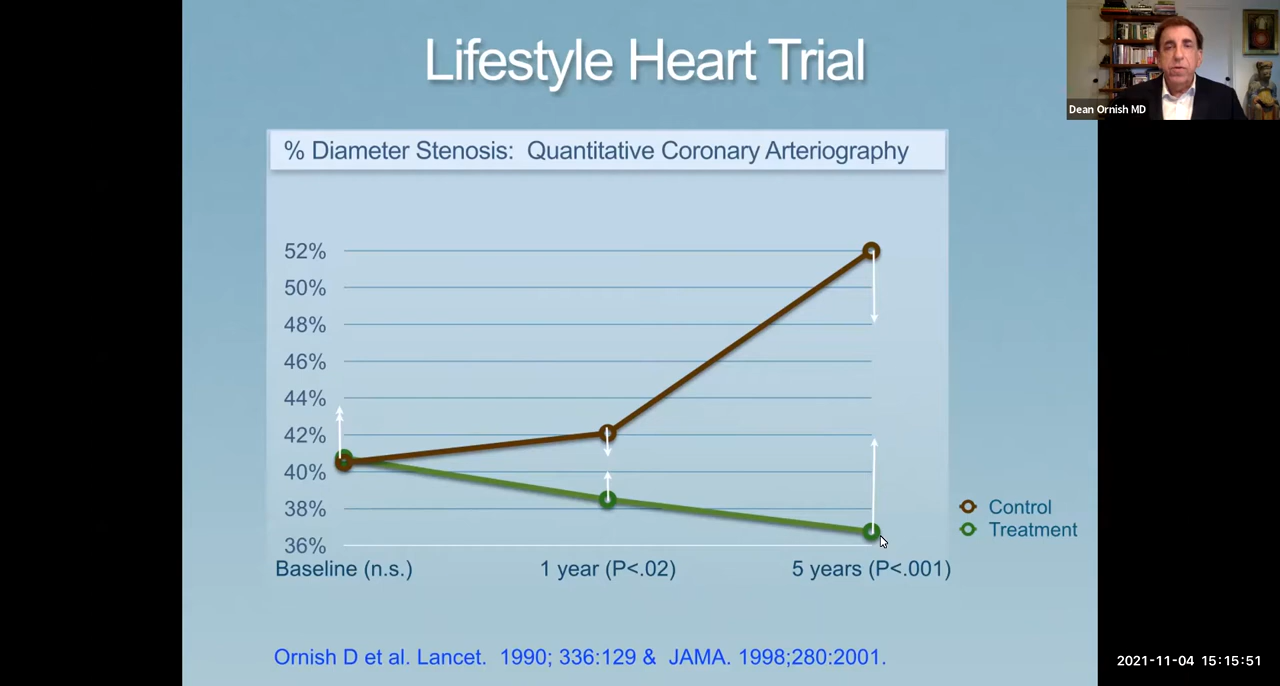 Lifestyle Heart Trial
Dean Ornish MD
% Diameter Stenosis: Quantitative Coronary Arteriography
52%
50%
48%
46%
44%
42%
40%
38%
36%
Control
Treatment
Baseline (n.s.) 1 year (P<.02) 5 years (P<.001)
Ornish D et al. Lancet. 1990; 336:129 & JAMA. 1998;280:2001.
2021-11-04 15:15:51